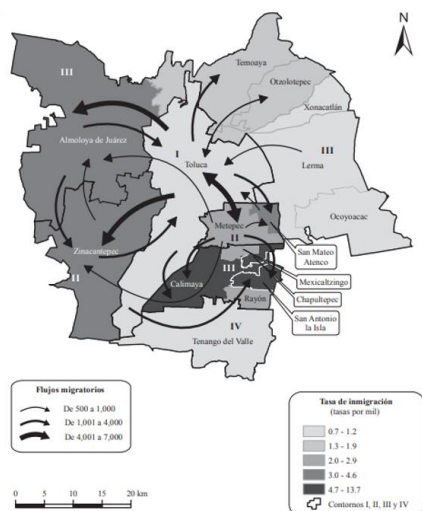 N
III
Temoaya
Otzolotepec
Xonacatlán
Almoloya de Juárez
I
Toluca
III
Lerma
Metepec
II
Ocoyoacac
Zinacantepec
II
San Mateo
Atenco
Mexicaltzingo
III
Calimaya
Chapultepec
Rayón
San Antonio
la Isla
IV
Tenango del Valle
Flujos migratorios
De 500 a 1,000
De 1,001 a 4,000
De 4,001 a 7,000
Tasa de inmigración
(tasas por mil)
0.7 - 1.2
1.3 - 1.9
2.0 - 2.9
3.0 - 4.6
4.7 - 13.7
Contornos I, II, III y IV
0 5 10 20 km